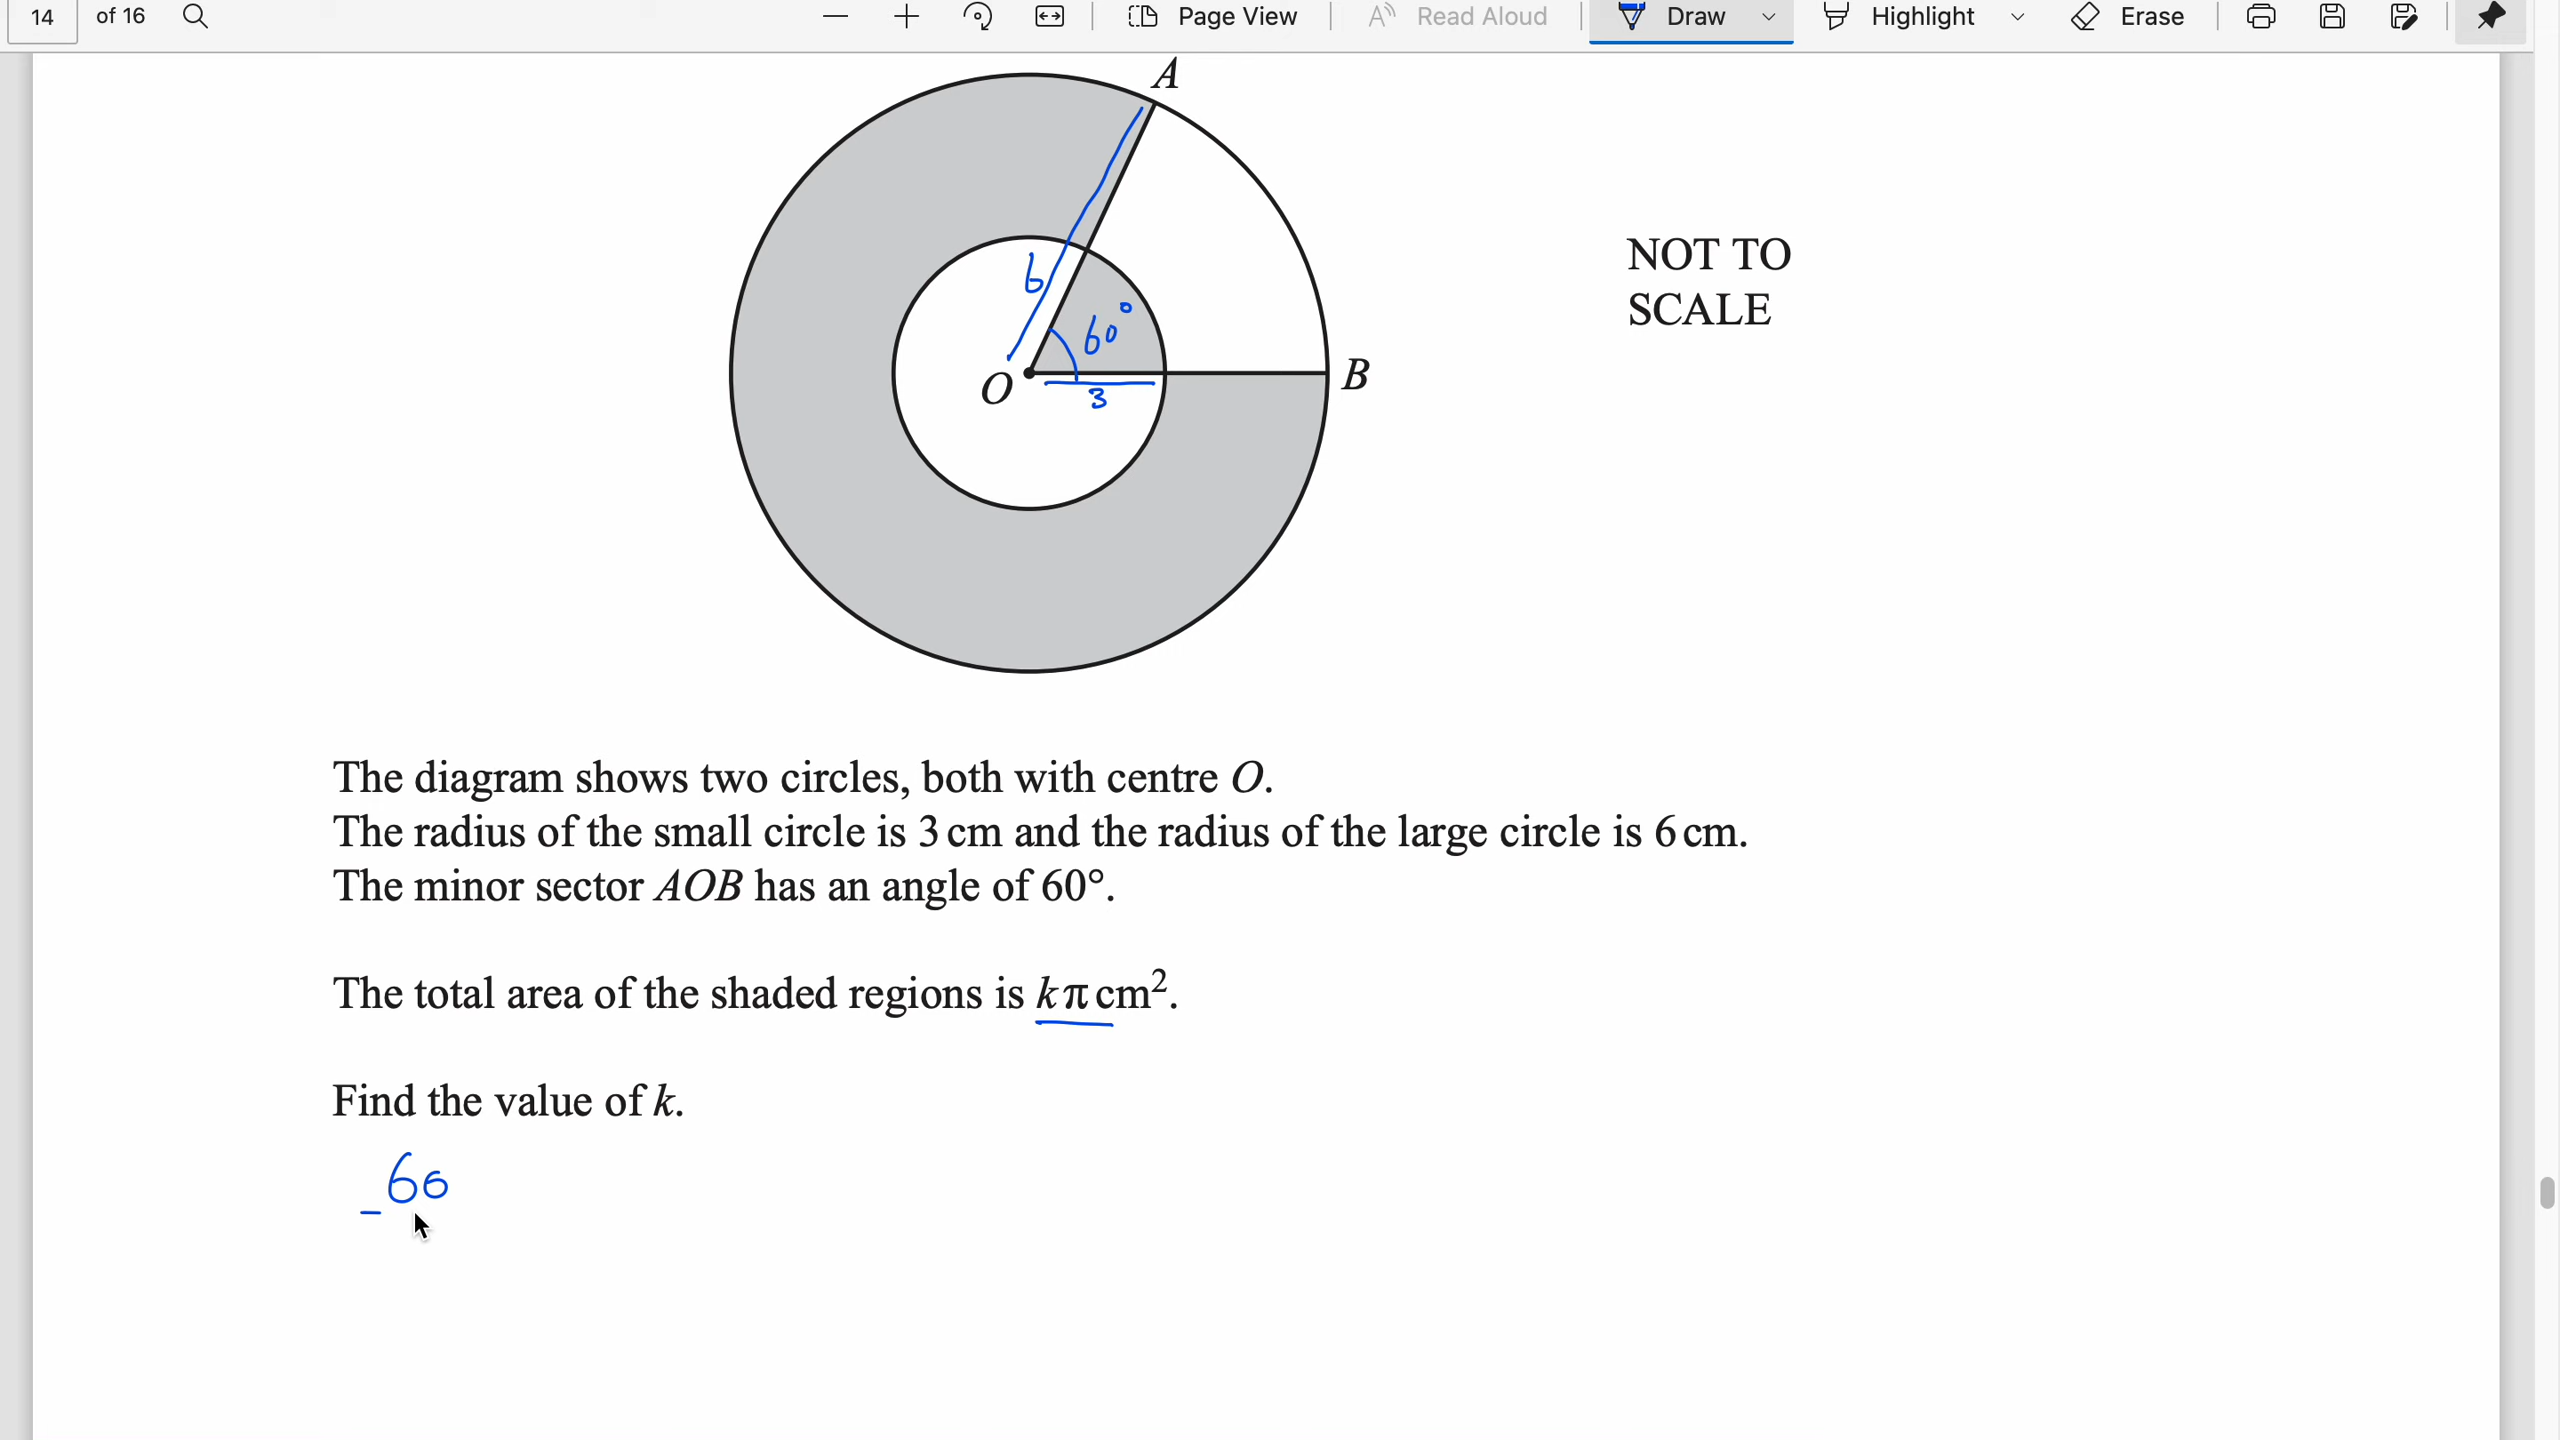 14 of 16 Page View Read Aloud Draw Highlight Erase
A
6
60°
O
3
B
NOT TO
SCALE
The diagram shows two circles, both with centre O.
The radius of the small circle is 3 cm and the radius of the large circle is 6 cm.
The minor sector AOB has an angle of 60°.
The total area of the shaded regions is kπ cm².
Find the value of k.
60